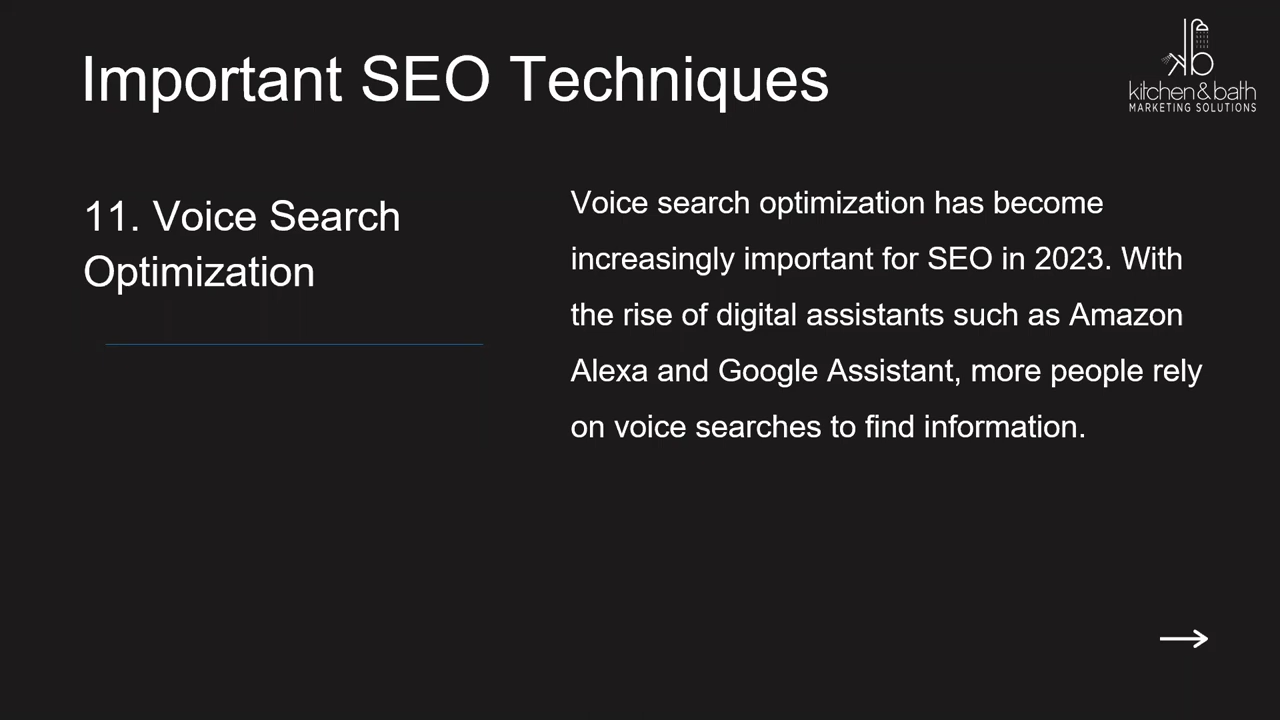 Important SEO Techniques
kb
kitchen&bath
MARKETING SOLUTIONS
11. Voice Search
Optimization
Voice search optimization has become
increasingly important for SEO in 2023. With
the rise of digital assistants such as Amazon
Alexa and Google Assistant, more people rely
on voice searches to find information.